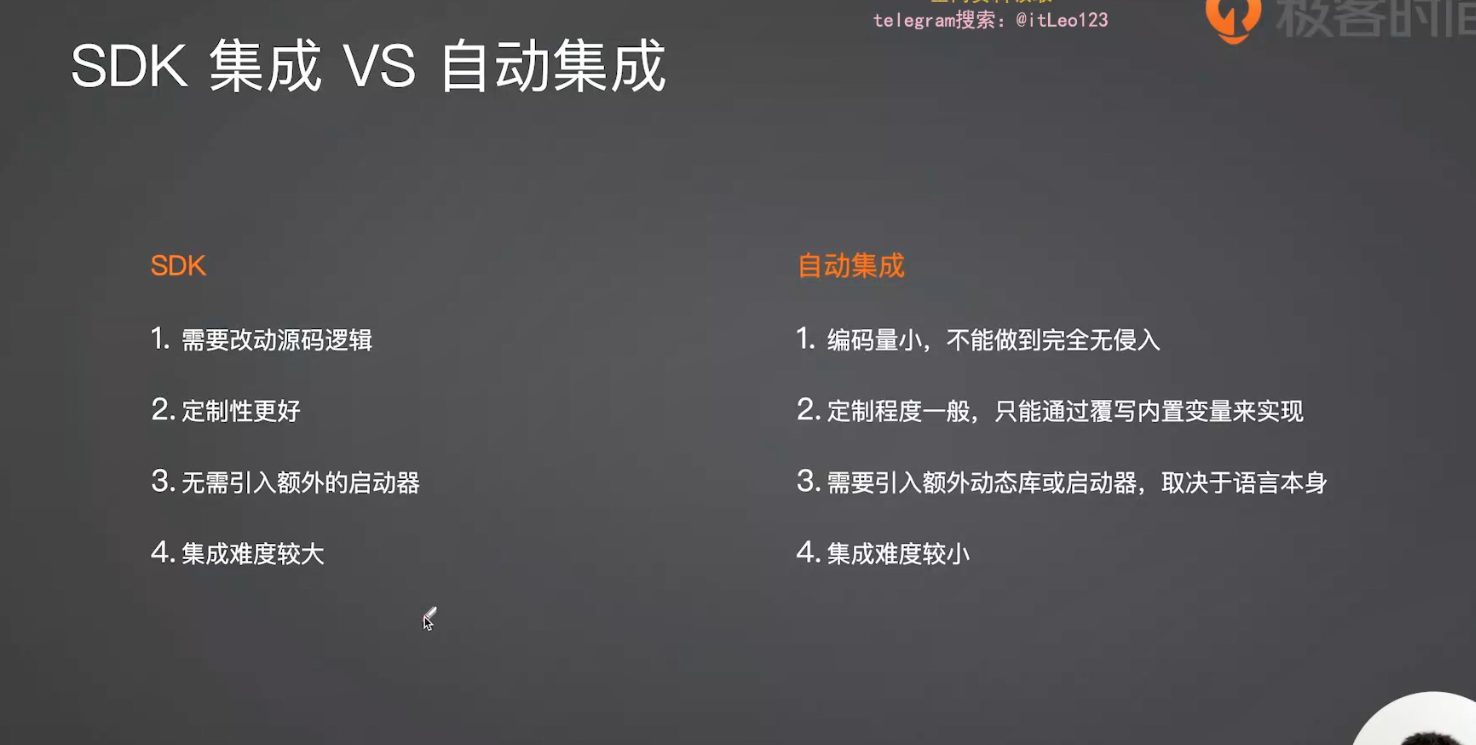 telegram搜索：@itLeo123
极客时间
SDK 集成 VS 自动集成
SDK
1. 需要改动源码逻辑
2. 定制性更好
3. 无需引入额外的启动器
4. 集成难度较大
自动集成
1. 编码量小，不能做到完全无侵入
2. 定制程度一般，只能通过覆写内置变量来实现
3. 需要引入额外动态库或启动器，取决于语言本身
4. 集成难度较小